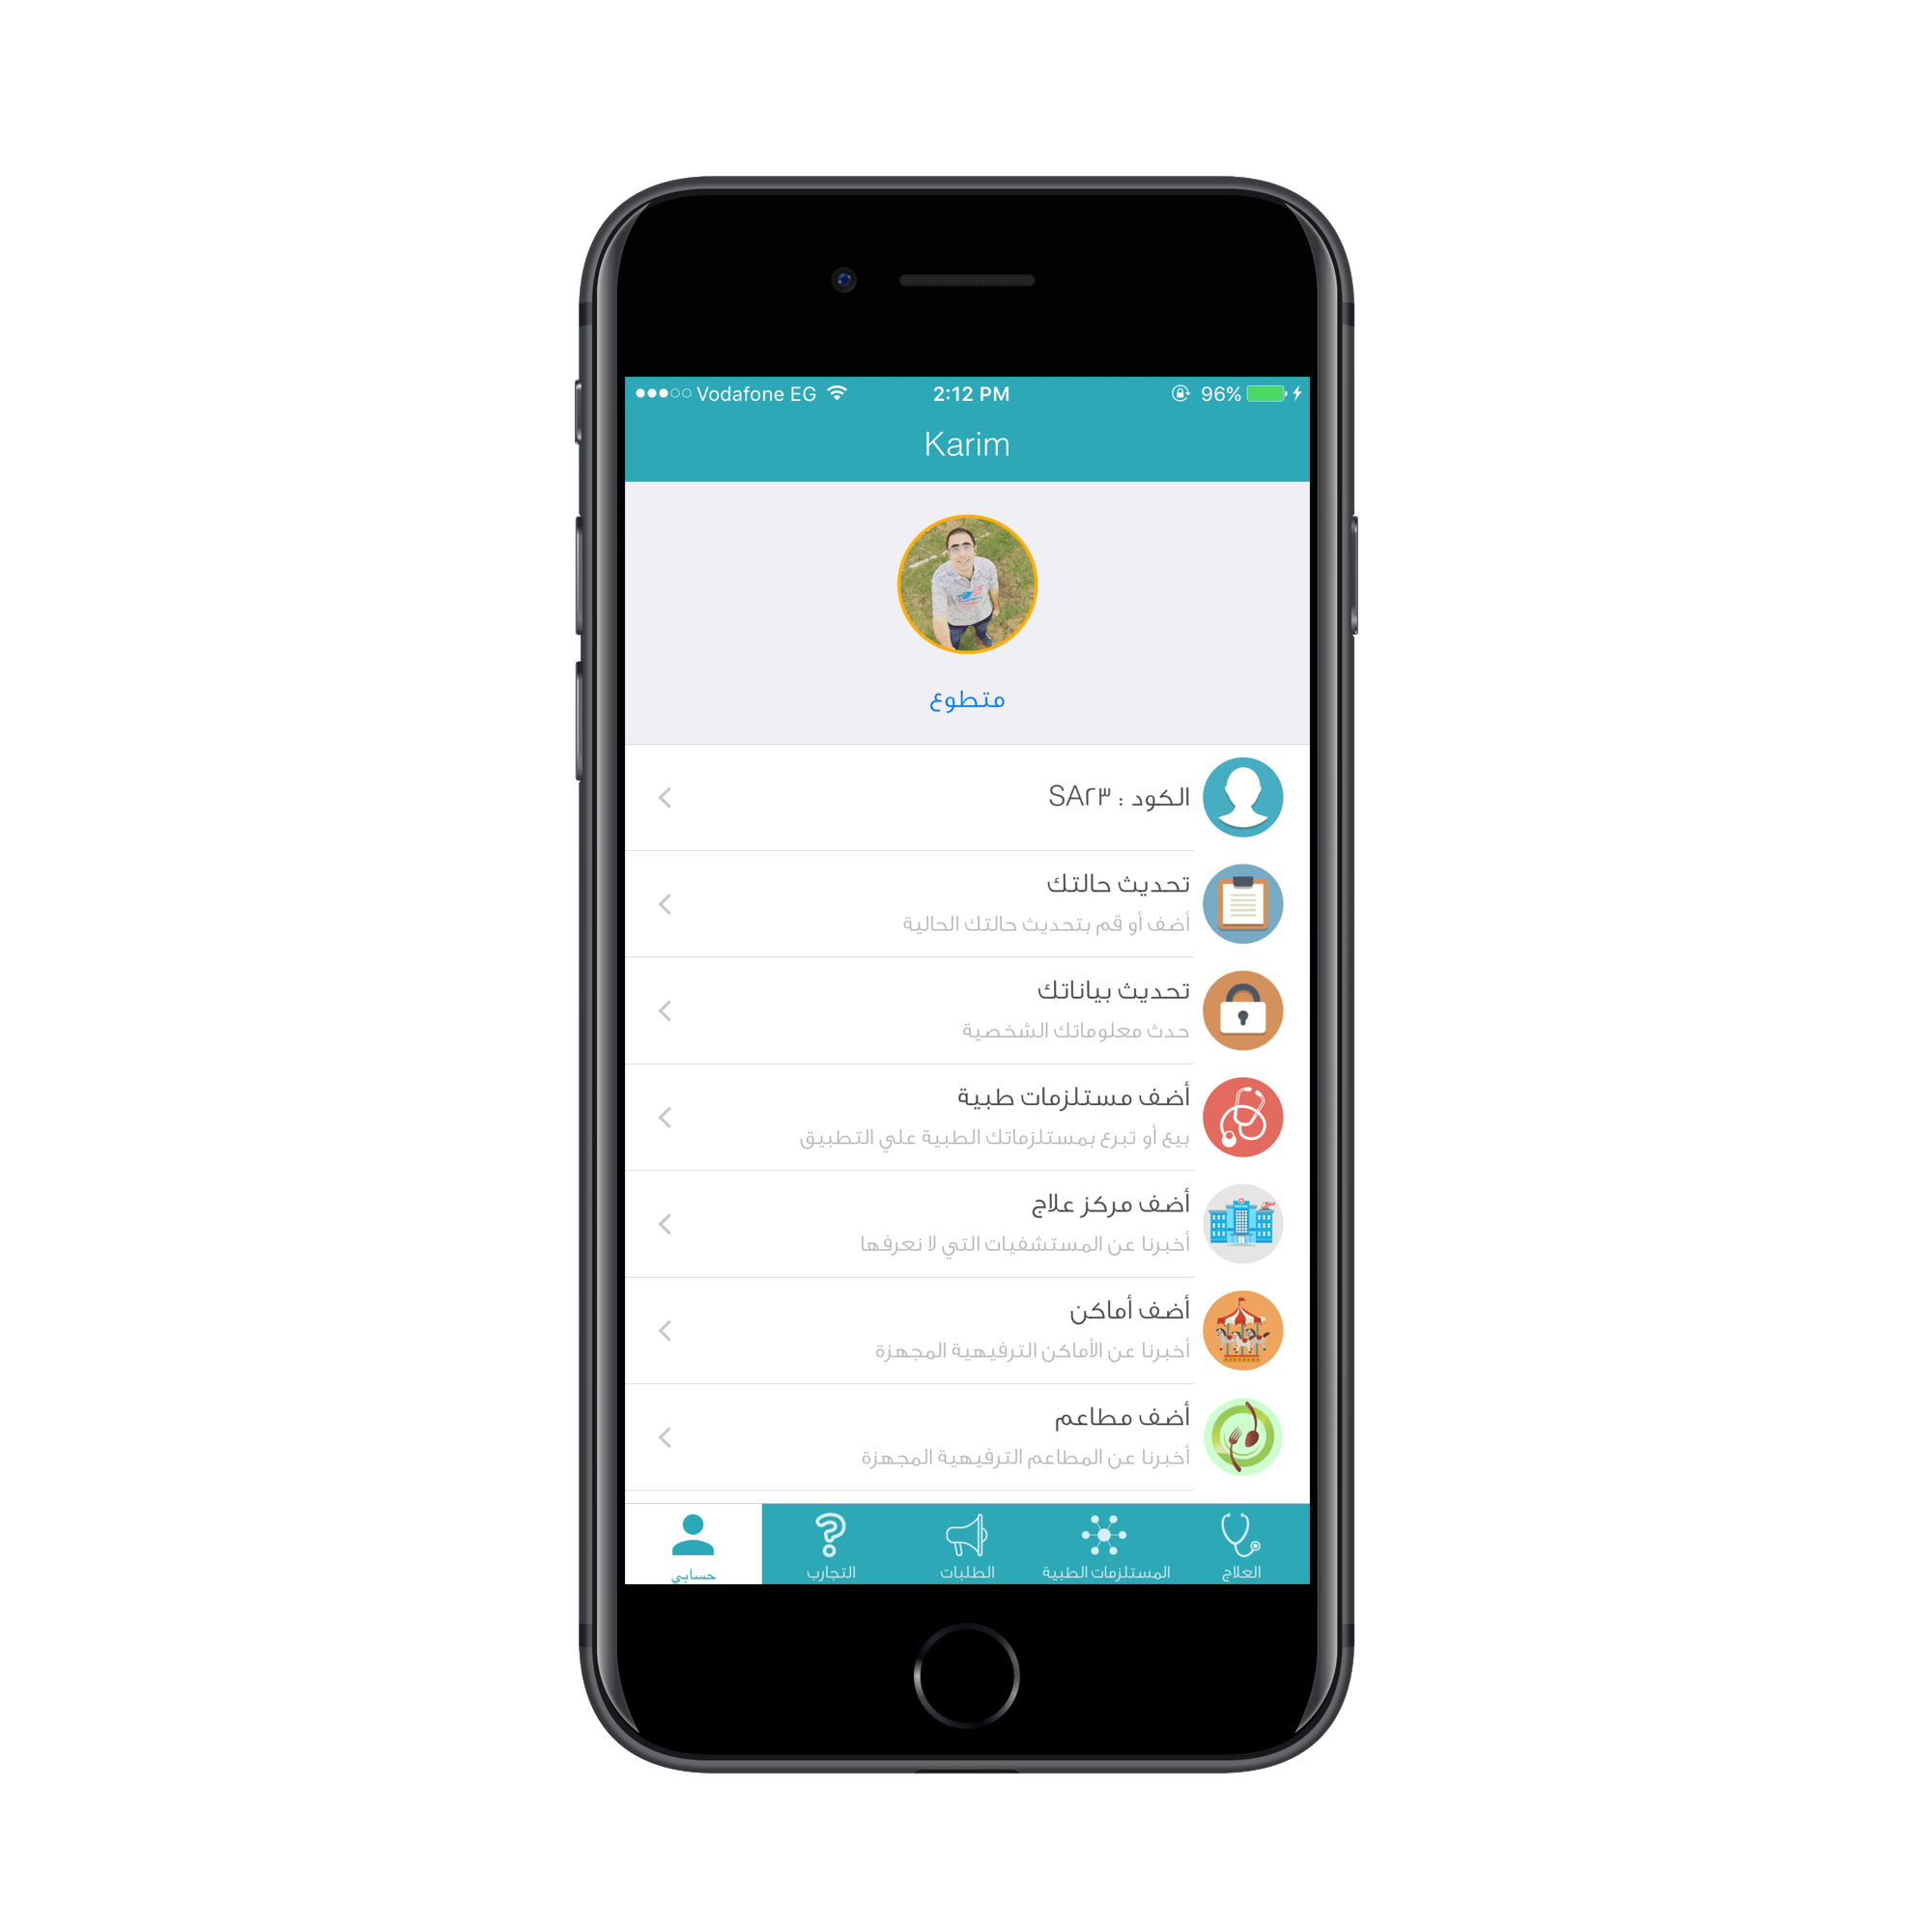 Vodafone EG 2:12 PM 96%
Karim
متطوع
الكود : SA٢٣
تحديث حالتك
أضف أو قم بتحديث حالتك الحالية
تحديث بياناتك
حدث معلوماتك الشخصية
أضف مستلزمات طبية
بيع أو تبرع بمستلزماتك الطبية علي التطبيق
أضف مركز علاج
أخبرنا عن المستشفيات التي لا نعرفها
أضف أماكن
أخبرنا عن الأماكن الترفيهية المجهزة
أضف مطاعم
أخبرنا عن المطاعم الترفيهية المجهزة
العلاج المستلزمات الطبية الطلبات التجارب حسابي